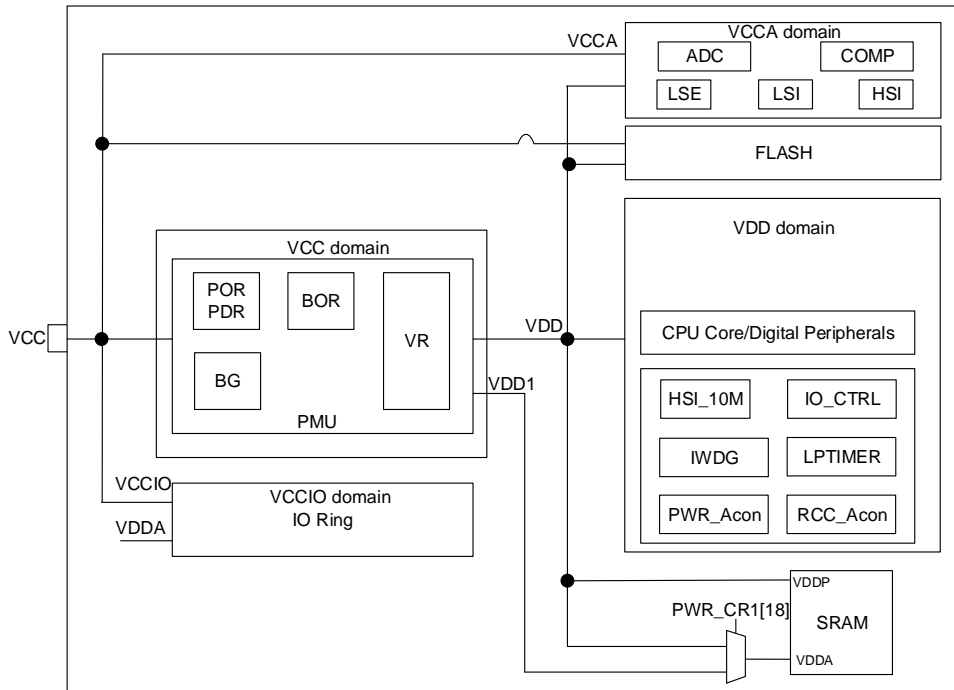 VCCA
VCCA domain
ADC
COMP
LSE
LSI
HSI
FLASH
VCC domain
POR
PDR
BOR
VR
BG
PMU
VCC
VDD
VDD1
VDD domain
CPU Core/Digital Peripherals
HSI_10M
IO_CTRL
IWDG
LPTIMER
PWR_Acon
RCC_Acon
VCCIO
VDDA
VCCIO domain
IO Ring
PWR_CR1[18]
VDDP
SRAM
VDDA